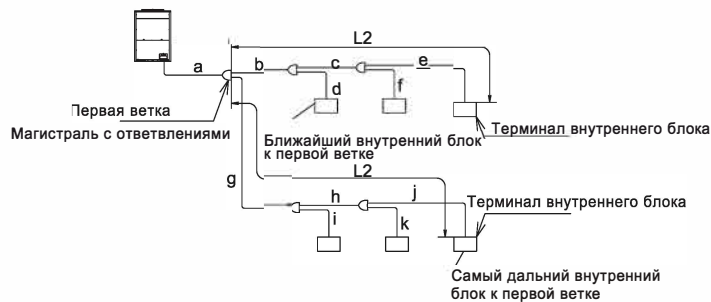 L2
a
b
c
e
d
f
Первая ветка
Магистраль с ответвлениями
Ближайший внутренний блок
к первой ветке
Терминал внутреннего блока
L2
g
h
j
i
k
Терминал внутреннего блока
Самый дальний внутренний
блок к первой ветке